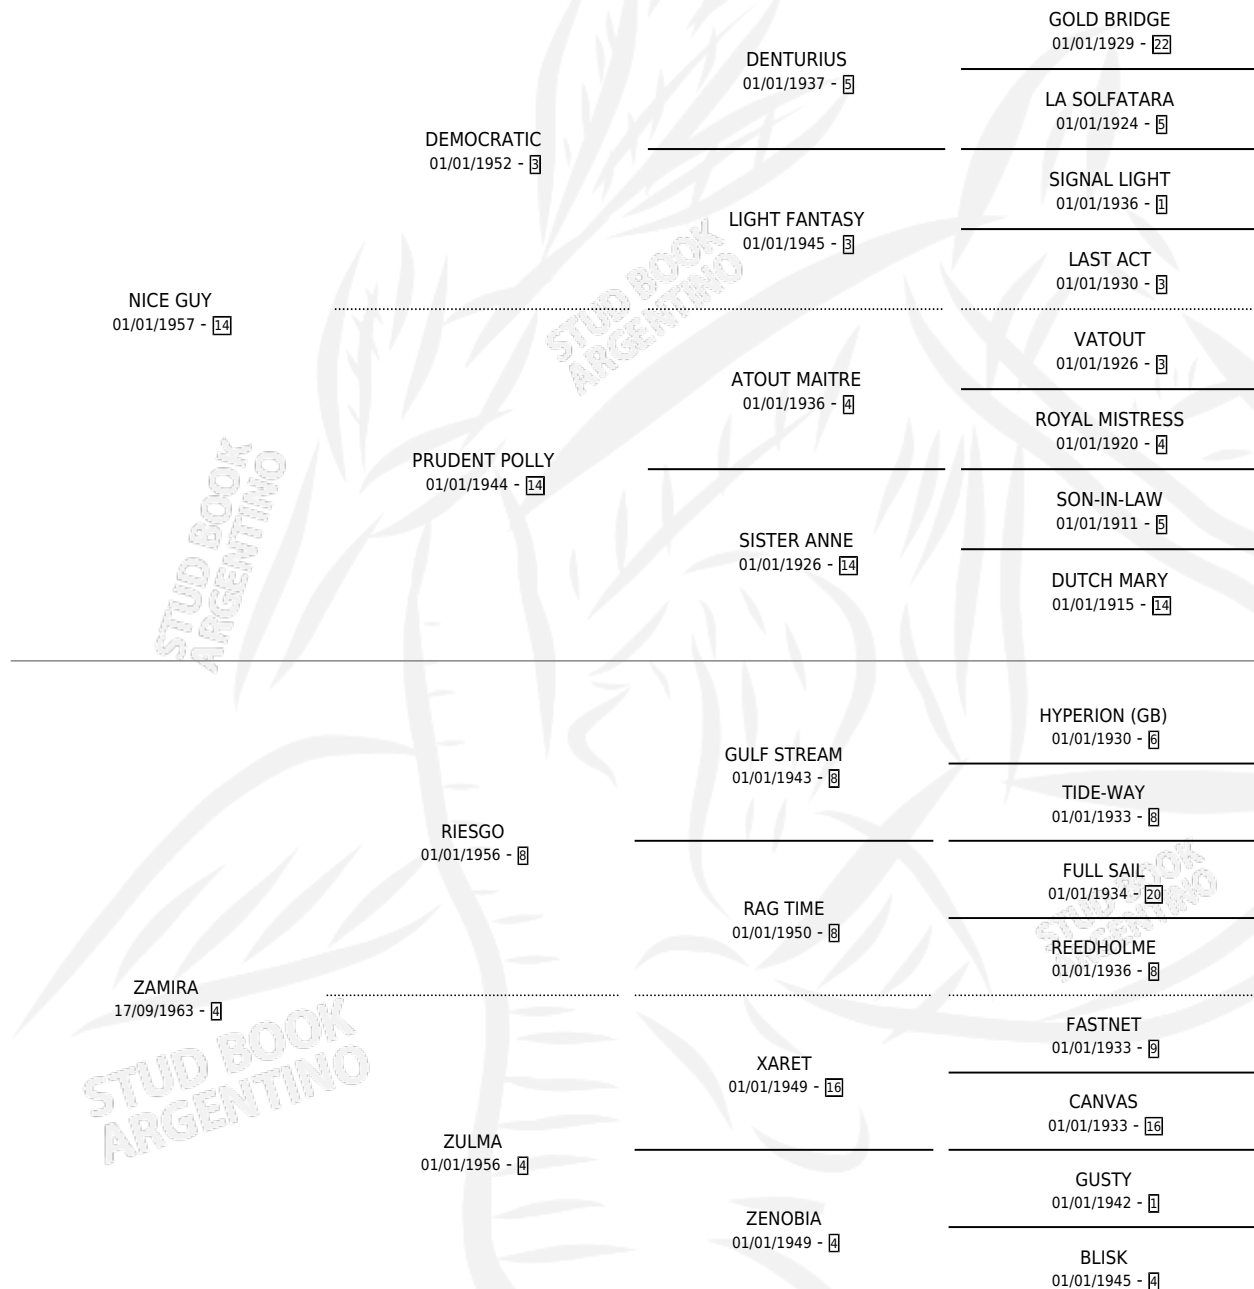 GOLD BRIDGE
01/01/1929 - 22
DENTURIUS
01/01/1937 - 5
LA SOLFATARA
01/01/1924 - 5
DEMOCRATIC
01/01/1952 - 3
SIGNAL LIGHT
01/01/1936 - 1
LIGHT FANTASY
01/01/1945 - 3
LAST ACT
01/01/1930 - 3
NICE GUY
01/01/1957 - 14
VATOUT
01/01/1926 - 3
ATOUT MAITRE
01/01/1936 - 4
ROYAL MISTRESS
01/01/1920 - 4
PRUDENT POLLY
01/01/1944 - 14
SON-IN-LAW
01/01/1911 - 5
SISTER ANNE
01/01/1926 - 14
DUTCH MARY
01/01/1915 - 14
HYPERION (GB)
01/01/1930 - 6
GULF STREAM
01/01/1943 - 8
TIDE-WAY
01/01/1933 - 8
RIESGO
01/01/1956 - 8
FULL SAIL
01/01/1934 - 20
RAG TIME
01/01/1950 - 8
REEDHOLME
01/01/1936 - 8
ZAMIRA
17/09/1963 - 4
FASTNET
01/01/1933 - 9
XARET
01/01/1949 - 16
CANVAS
01/01/1933 - 16
ZULMA
01/01/1956 - 4
GUSTY
01/01/1942 - 1
ZENOBIA
01/01/1949 - 4
BLISK
01/01/1945 - 4
STUD BOOK
ARGENTINO
STUD BOOK
ARGENTINO
STUD BOOK
ARGENTINO
STUD BOOK
ARGENTINO